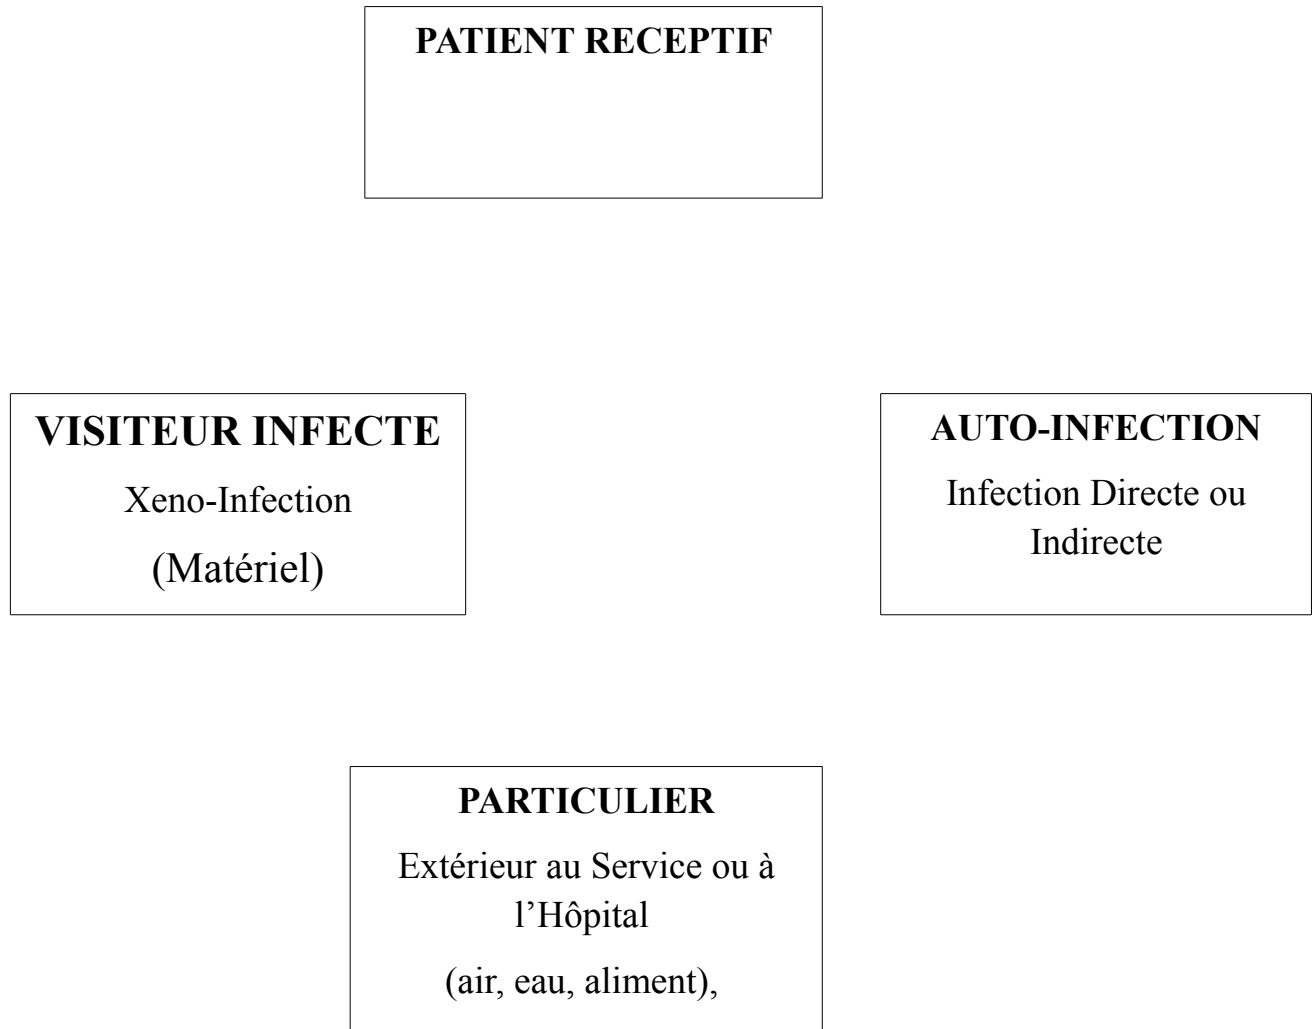 PATIENT RECEPTIF
VISITEUR INFECTE
Xeno-Infection
(Matériel)
AUTO-INFECTION
Infection Directe ou
Indirecte
PARTICULIER
Extérieur au Service ou à
l’Hôpital
(air, eau, aliment),